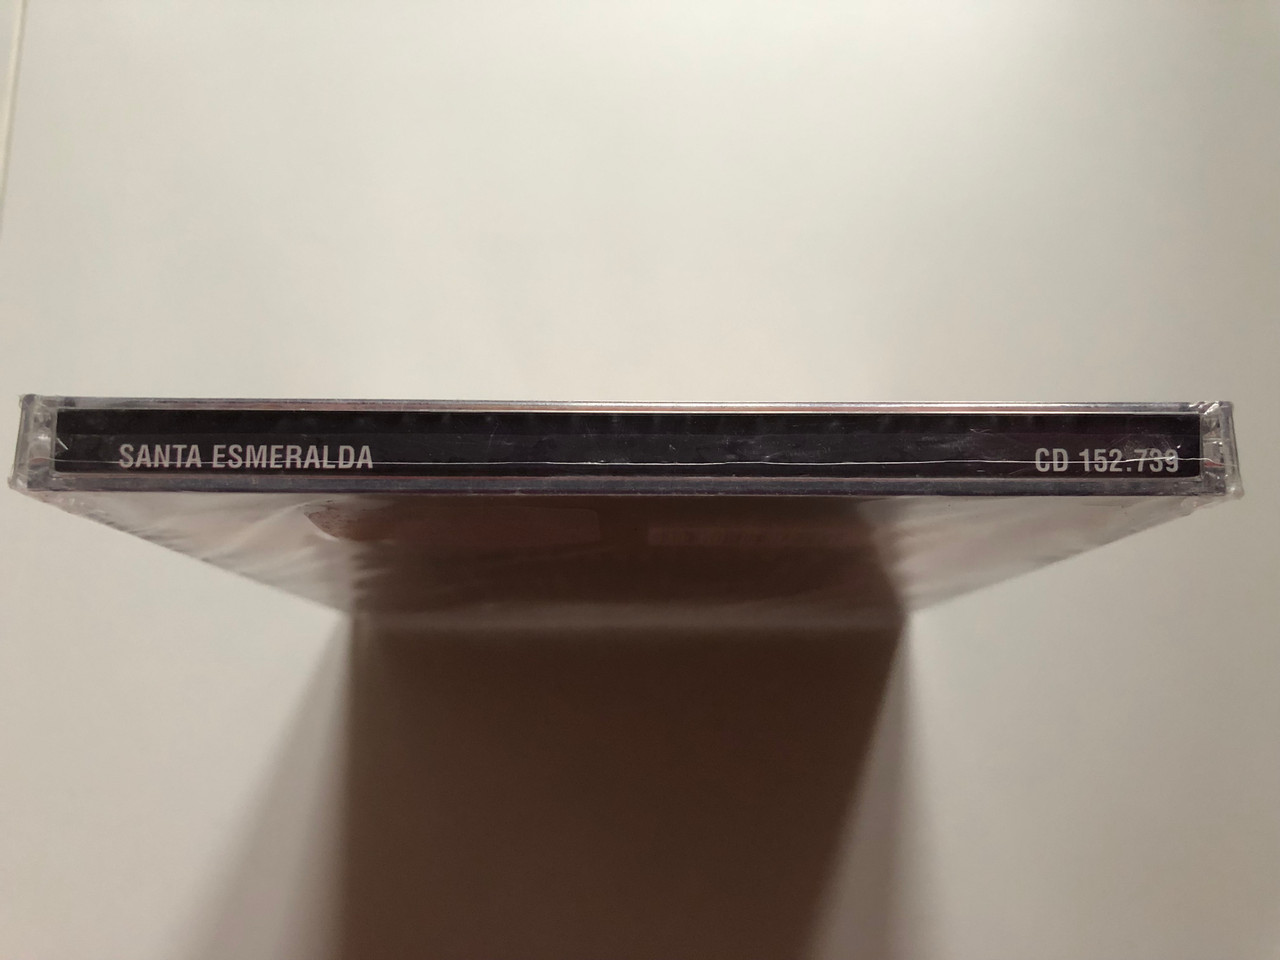 SANTA ESMERALDA
CD 152.739